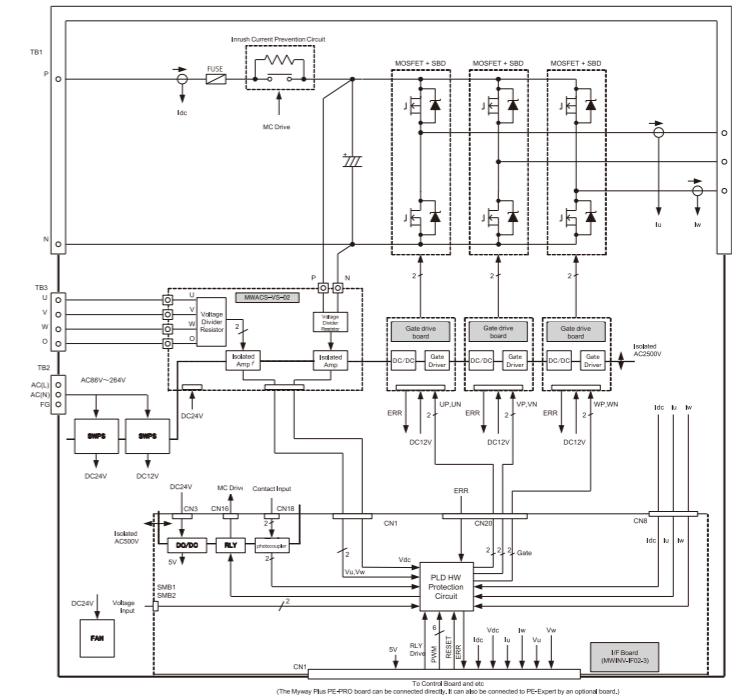 TB1
Inrush Current Prevention Circuit
FUSE
P
Idc
MC Drive
MOSFET + SBD
MOSFET + SBD
MOSFET + SBD
Iu
Iw
N
P
N
2
2
2
TB3
U
V
W
O
U
V
W
O
Voltage
Divider
Resistor
MWACS-VS-02
2
Voltage
Divider
Resistor
Isolated
Amp
Isolated
Amp
DC24V
Gate drive
board
DC/DC
Gate
Driver
Gate drive
board
DC/DC
Gate
Driver
Gate drive
board
DC/DC
Gate
Driver
Isolated
AC2500V
TB2
AC(L)
AC(N)
FG
AC86V～264V
SWPS
SWPS
DC24V
DC12V
ERR
2
UP,UN
DC12V
ERR
2
VP,VN
DC12V
ERR
2
WP,WN
DC12V
Idc
Iu
Iw
DC24V
MC Drive
Contact Input
ERR
CN3
CN16
CN18
CN1
CN20
CN8
Isolated
AC500V
DC/DC
RLY
photocoupler
2
2
5V
2
Vdc
Vu,Vw
2
2
2
Gate
Idc
Iu
Iw
PLD HW
Protection
Circuit
SMB1
SMB2
DC24V
Voltage
Input
2
FAN
5V
RLY
Drive
PWM
6
RESET
ERR
Idc
Vdc
Iu
Iw
Vu
Vw
I/F Board
(MWINV-IF02-3)
CN1
To Control Board and etc
(The Myway Plus PE-PRO board can be connected directly. It can also be connected to PE-Expert by an optional board.)